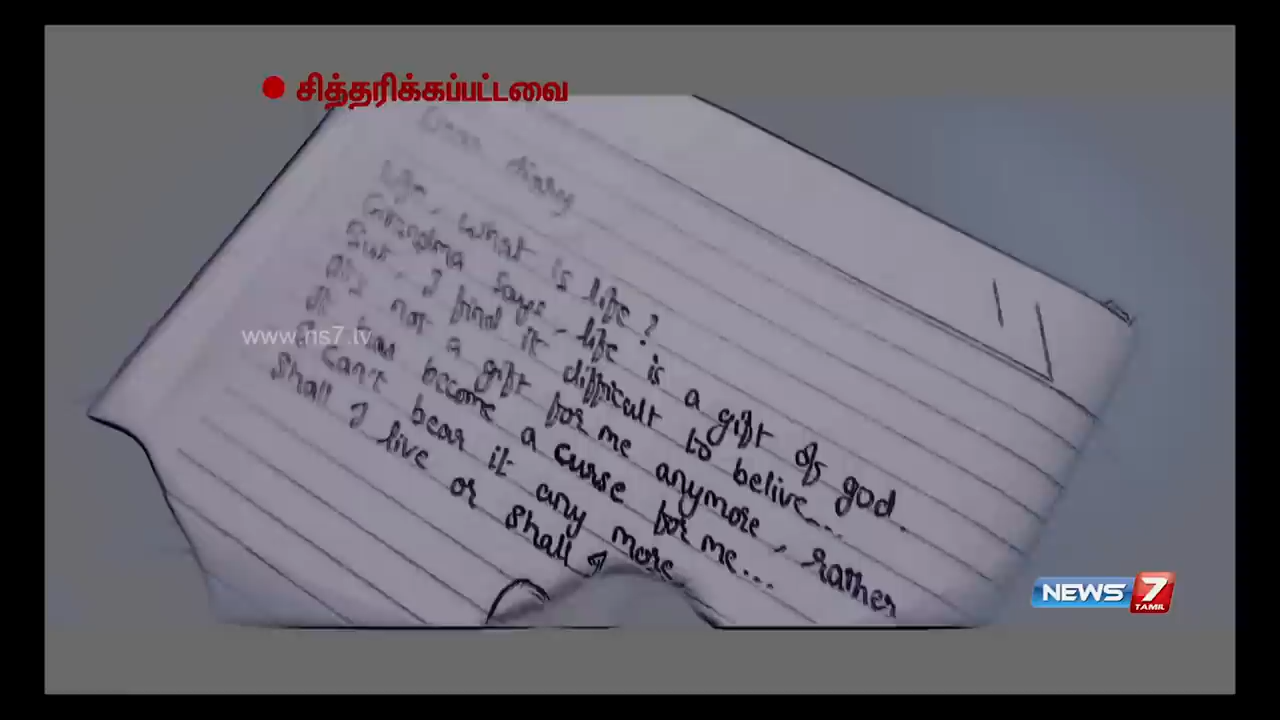 சித்தரிக்கப்பட்டவை
Dear diary
Life, what is life?
Grandma says, life is a gift of god.
But, I find it difficult to belive...
It's not a gift for me anymore, rather
It has become a curse for me...
I can't bear it any more
Shall I live or shall I
www.ns7.tv
NEWS 7
TAMIL